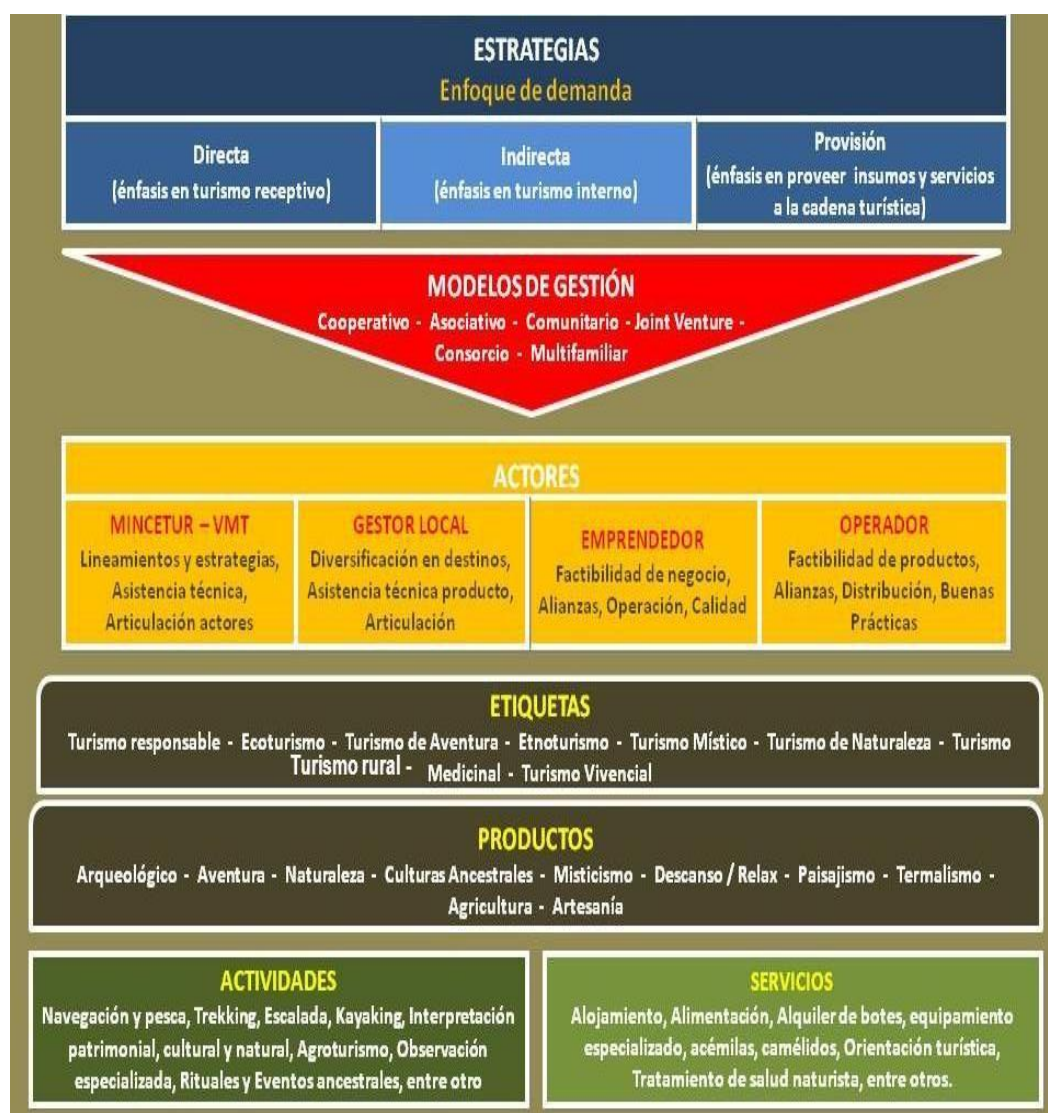 ESTRATEGIAS
Enfoque de demanda
Directa
(énfasis en turismo receptivo)
Indirecta
(énfasis en turismo interno)
Provisión
(énfasis en proveer insumos y servicios
a la cadena turística)
MODELOS DE GESTIÓN
Cooperativo - Asociativo - Comunitario - Joint Venture -
Consorcio - Multifamiliar
ACTORES
MINCETUR – VMT
Lineamientos y estrategias,
Asistencia técnica,
Articulación actores
GESTOR LOCAL
Diversificación en destinos,
Asistencia técnica producto,
Articulación
EMPRENDEDOR
Factibilidad de negocio,
Alianzas, Operación, Calidad
OPERADOR
Factibilidad de productos,
Alianzas, Distribución, Buenas
Prácticas
ETIQUETAS
Turismo responsable - Ecoturismo - Turismo de Aventura - Etnoturismo - Turismo Místico - Turismo de Naturaleza - Turismo
Turismo rural - Medicinal - Turismo Vivencial
PRODUCTOS
Arqueológico - Aventura - Naturaleza - Culturas Ancestrales - Misticismo - Descanso / Relax - Paisajismo - Termalismo -
Agricultura - Artesanía
ACTIVIDADES
Navegación y pesca, Trekking, Escalada, Kayaking, Interpretación
patrimonial, cultural y natural, Agroturismo, Observación
especializada, Rituales y Eventos ancestrales, entre otro
SERVICIOS
Alojamiento, Alimentación, Alquiler de botes, equipamiento
especializado, acémilas, camélidos, Orientación turística,
Tratamiento de salud naturista, entre otros.